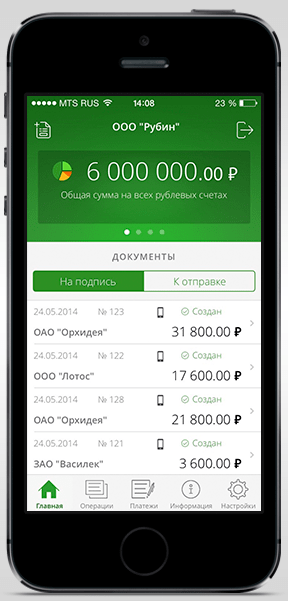 MTS RUS 14:08 23 %
ООО "Рубин"
6 000 000.00 ₽
Общая сумма на всех рублевых счетах
ДОКУМЕНТЫ
На подпись К отправке
24.05.2014 № 123 Создан
ОАО "Орхидея" 31 800.00 ₽
24.05.2014 № 122 Создан
ООО "Лотос" 17 600.00 ₽
24.05.2014 № 128 Создан
ОАО "Орхидея" 21 800.00 ₽
24.05.2014 № 121 Создан
ЗАО "Василек" 3 600.00 ₽
Главная Операции Платежи Информация Настройки